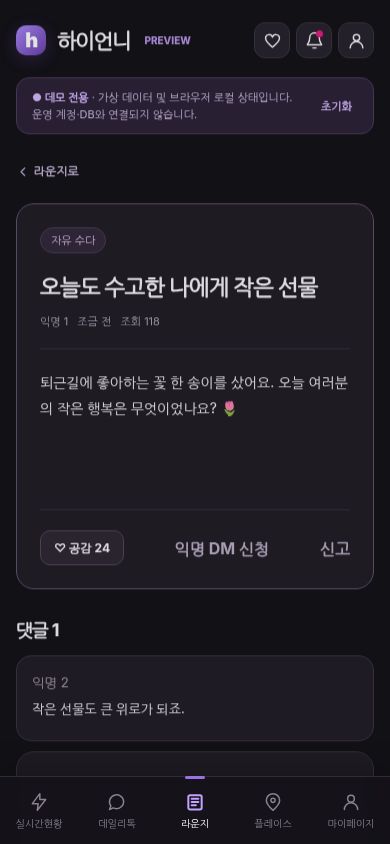 h 하이언니 PREVIEW
● 데모 전용 · 가상 데이터 및 브라우저 로컬 상태입니다.
운영 계정·DB와 연결되지 않습니다.
초기화
라운지로
자유 수다
오늘도 수고한 나에게 작은 선물
익명 1 조금 전 조회 118
퇴근길에 좋아하는 꽃 한 송이를 샀어요. 오늘 여러분
의 작은 행복은 무엇이었나요? 🌷
♡ 공감 24 익명 DM 신청 신고
댓글 1
익명 2
작은 선물도 큰 위로가 되죠.
실시간현황 데일리톡 라운지 플레이스 마이페이지